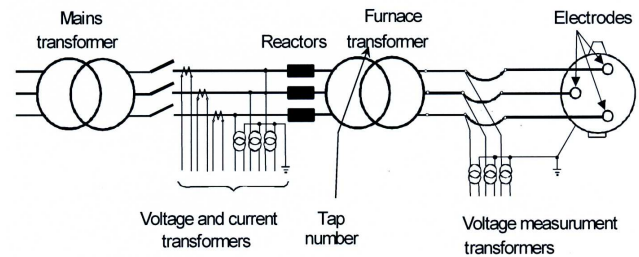 Mains
transformer
Reactors
Furnace
transformer
Electrodes
Voltage and current
transformers
Tap
number
Voltage measurument
transformers